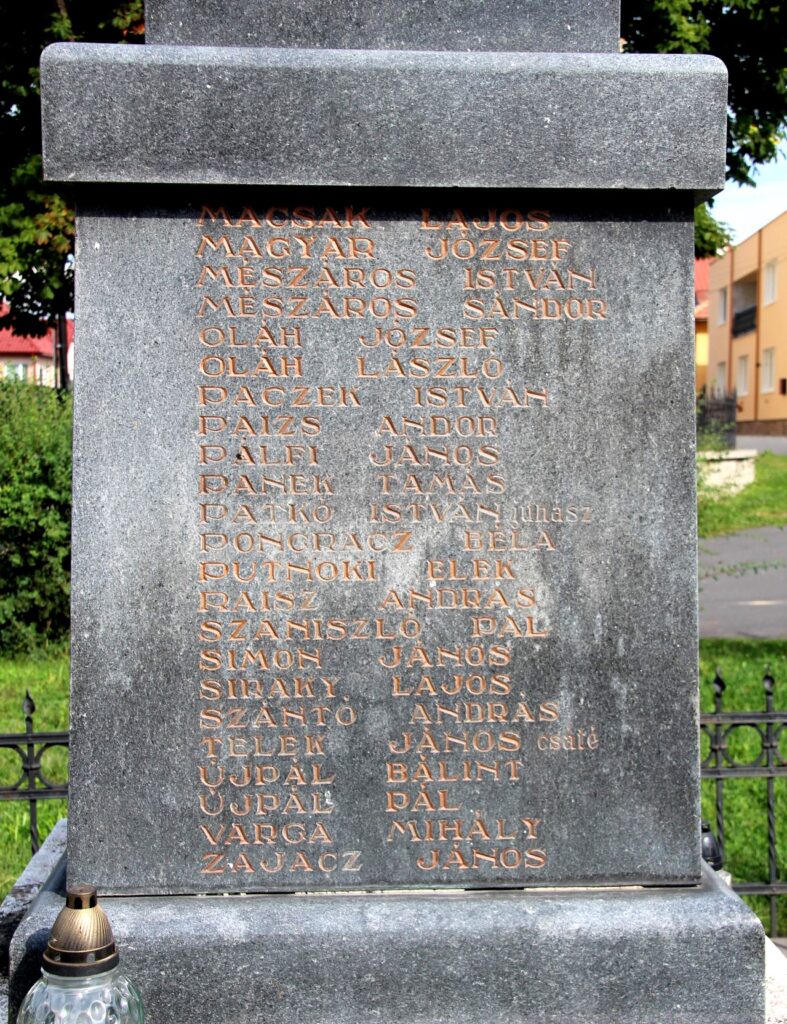 MACSAK LAJOS
MAGYAR JÓZSEF
MÉSZÁROS ISTVÁN
MÉSZÁROS SÁNDOR
OLÁH JÓZSEF
OLÁH LÁSZLÓ
PACZEK ISTVÁN
PAIZS ANDOR
PÁLFI JÁNOS
PANEK TAMÁS
PATKÓ ISTVÁN juhász
PONGRACZ BÉLA
PUTNOKI ELEK
RAISZ ANDRÁS
SZANISZLÓ PÁL
SIMON JÁNOS
SIRAKY LAJOS
SZÁNTÓ ANDRÁS
TELEK JÁNOS csáté
ÚJPÁL BÁLINT
ÚJPÁL PÁL
VARGA MIHÁLY
ZAJACZ JÁNOS